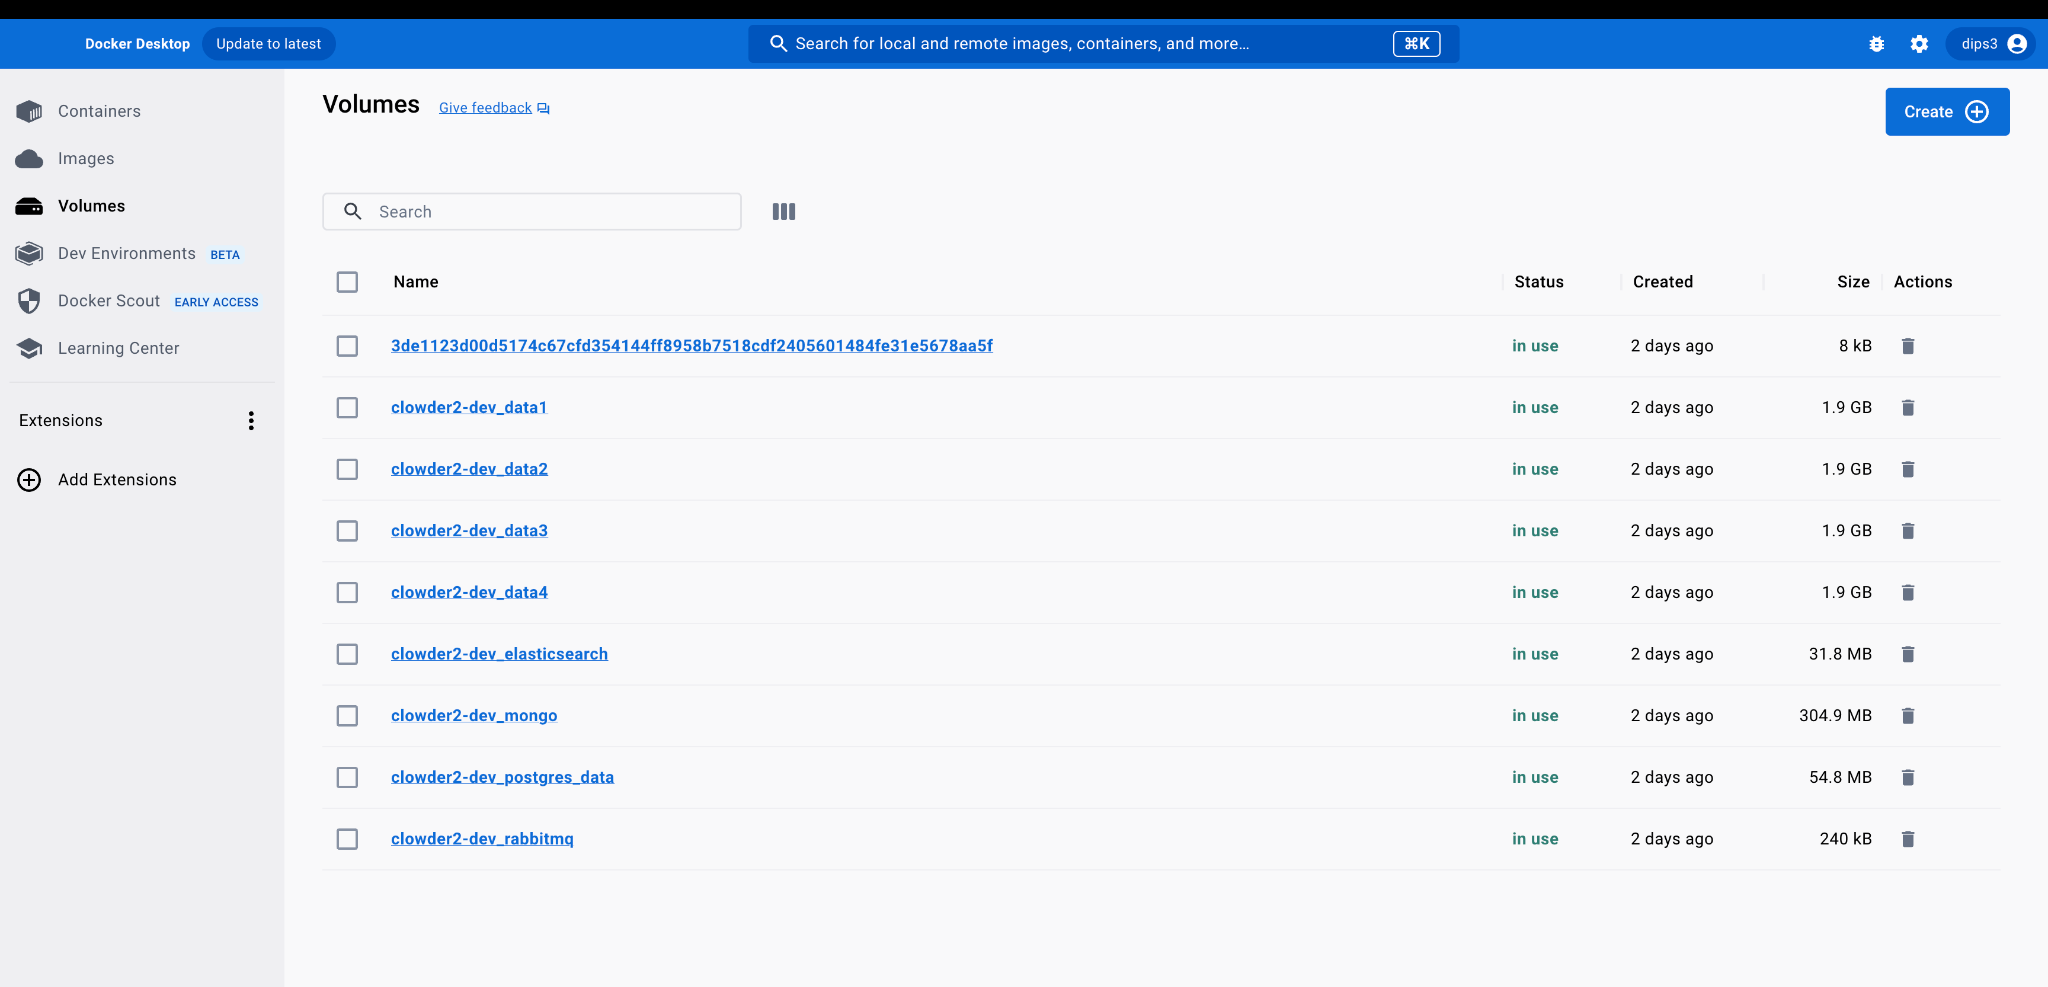 Docker Desktop Update to latest Search for local and remote images, containers, and more... ⌘K dips3
Containers
Images
Volumes
Dev Environments BETA
Docker Scout EARLY ACCESS
Learning Center
Extensions
Add Extensions
Volumes Give feedback
Create
Search
Name Status Created Size Actions
3de1123d00d5174c67cfd354144ff8958b7518cdf2405601484fe31e5678aa5f in use 2 days ago 8 kB
clowder2-dev_data1 in use 2 days ago 1.9 GB
clowder2-dev_data2 in use 2 days ago 1.9 GB
clowder2-dev_data3 in use 2 days ago 1.9 GB
clowder2-dev_data4 in use 2 days ago 1.9 GB
clowder2-dev_elasticsearch in use 2 days ago 31.8 MB
clowder2-dev_mongo in use 2 days ago 304.9 MB
clowder2-dev_postgres_data in use 2 days ago 54.8 MB
clowder2-dev_rabbitmq in use 2 days ago 240 kB